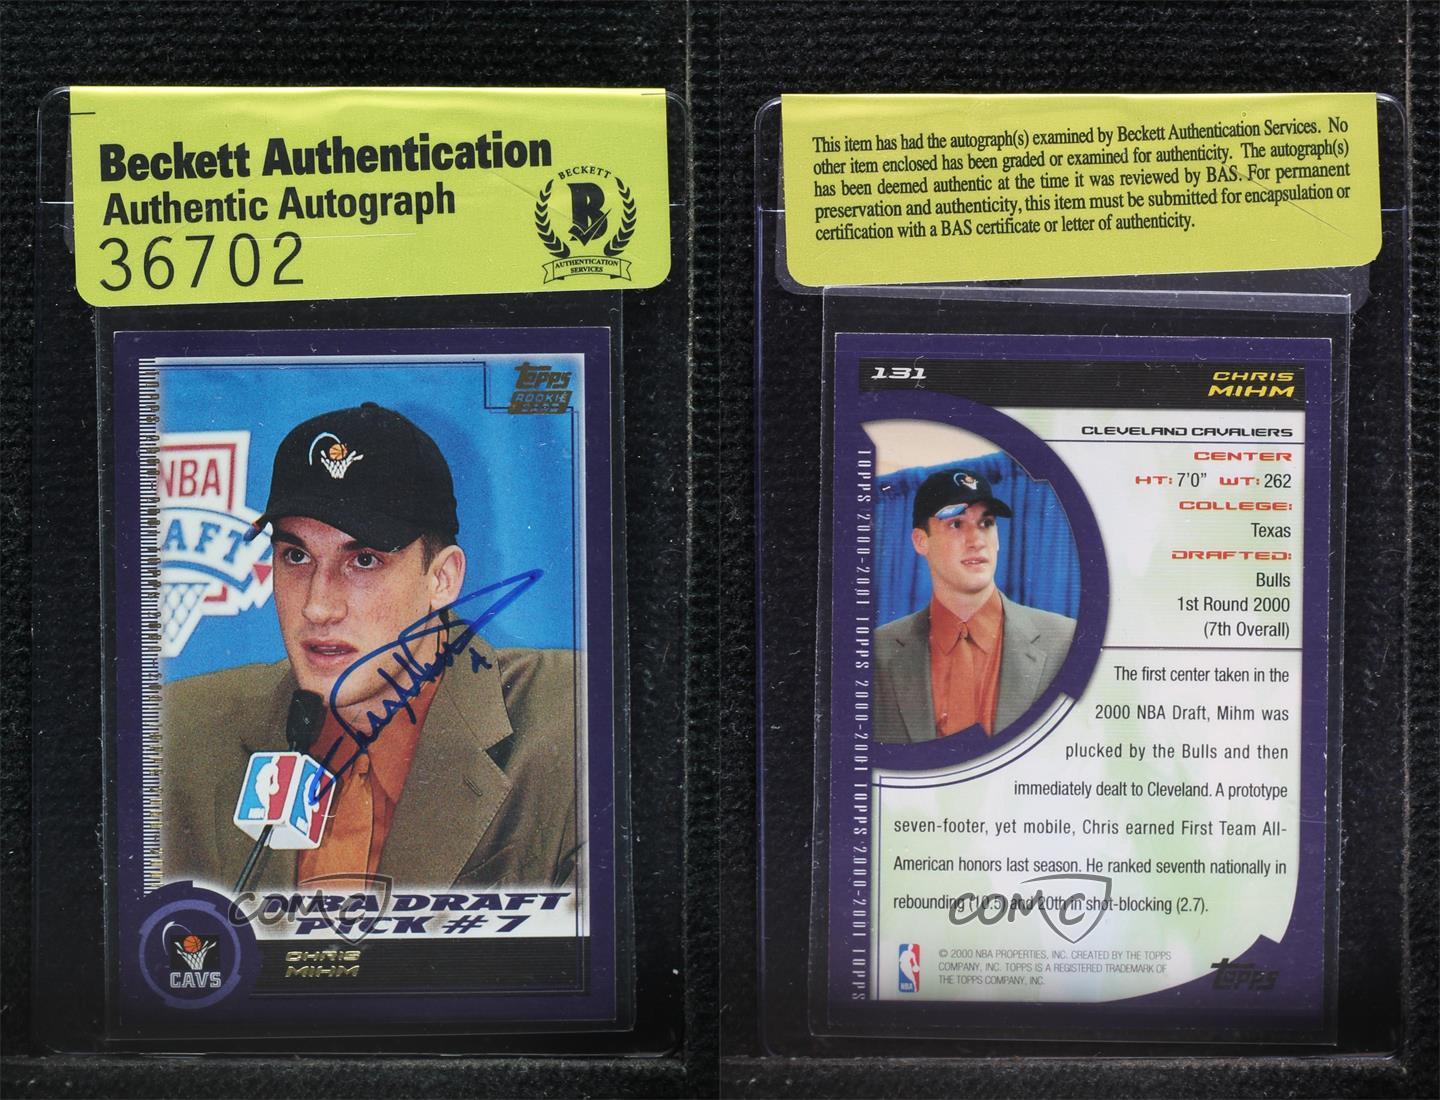 Beckett Authentication
Authentic Autograph
36702
BECKETT
B
AUTHENTICATION
SERVICES
TOPPS
ROOKIE
CARD
NBA
DRAFT
NBA DRAFT
PICK # 7
CHRIS
MIHM
CAVS
COMC
This item has had the autograph(s) examined by Beckett Authentication Services. No
other item enclosed has been graded or examined for authenticity. The autograph(s)
has been deemed authentic at the time it was reviewed by BAS. For permanent
preservation and authenticity, this item must be submitted for encapsulation or
certification with a BAS certificate or letter of authenticity.
131
CHRIS
MIHM
CLEVELAND CAVALIERS
CENTER
HT: 7'0" WT: 262
COLLEGE:
Texas
DRAFTED:
Bulls
1st Round 2000
(7th Overall)
TOPPS 2000-2001 TOPPS 2000-2001 TOPPS 2000-2001 TOPPS
The first center taken in the
2000 NBA Draft, Mihm was
plucked by the Bulls and then
immediately dealt to Cleveland. A prototype
seven-footer, yet mobile, Chris earned First Team All-
American honors last season. He ranked seventh nationally in
rebounding (10.5) and 20th in shot-blocking (2.7).
COMC
NBA
© 2000 NBA PROPERTIES, INC. CREATED BY THE TOPPS
COMPANY, INC. TOPPS IS A REGISTERED TRADEMARK OF
THE TOPPS COMPANY, INC.
TOPPS